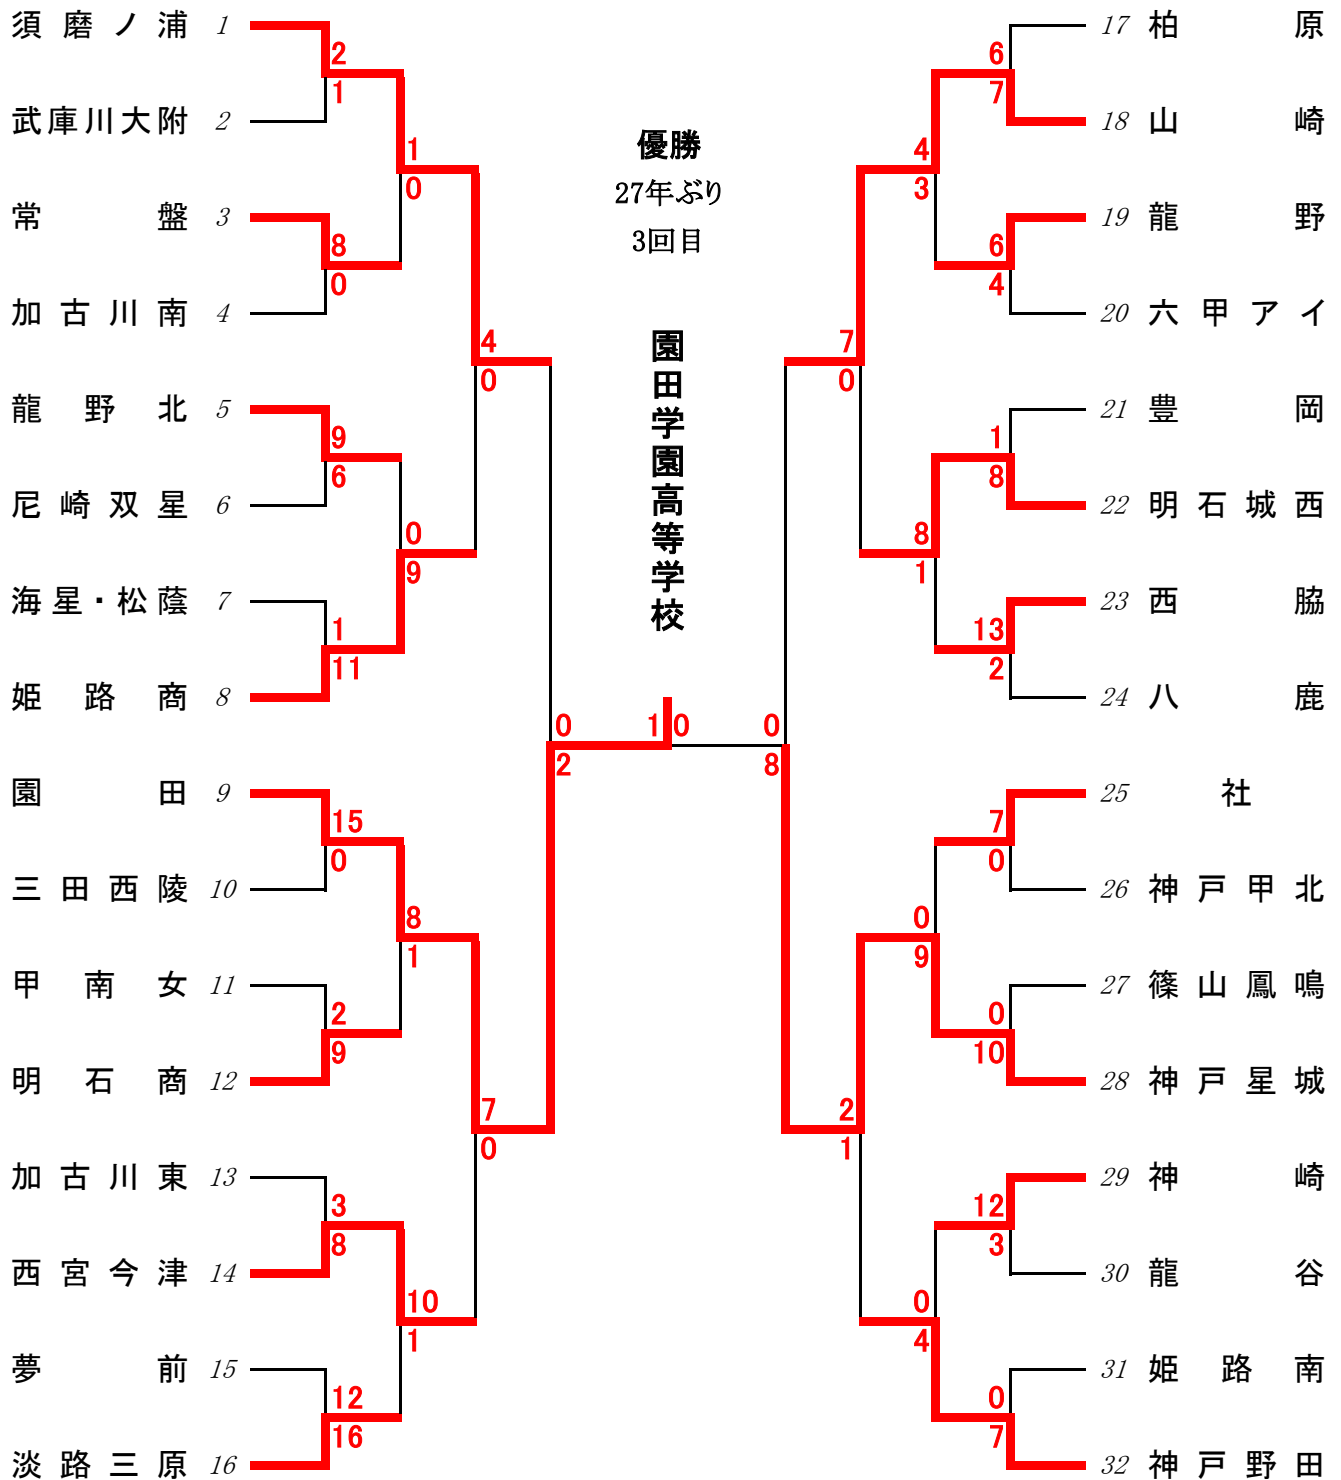 須磨ノ浦 1
2
1
武庫川大附 2
1
0
常盤 3
8
0
加古川南 4
4
0
龍野北 5
9
6
尼崎双星 6
0
9
海星・松蔭 7
1
11
姫路商 8
0
2
園田 9
15
0
三田西陵 10
8
1
甲南女 11
2
9
明石商 12
7
0
加古川東 13
3
8
西宮今津 14
10
1
夢前 15
12
16
淡路三原 16
優勝
27年ぶり
3回目
園田学園高等学校
1 0
17 柏原
6
7
18 山崎
4
3
19 龍野
6
4
20 六甲アイ
7
0
21 豊岡
1
8
22 明石城西
8
1
23 西脇
13
2
24 八鹿
0
8
25 社
7
0
26 神戸甲北
0
9
27 篠山鳳鳴
0
10
28 神戸星城
2
1
29 神崎
12
3
30 龍谷
0
4
31 姫路南
0
7
32 神戸野田